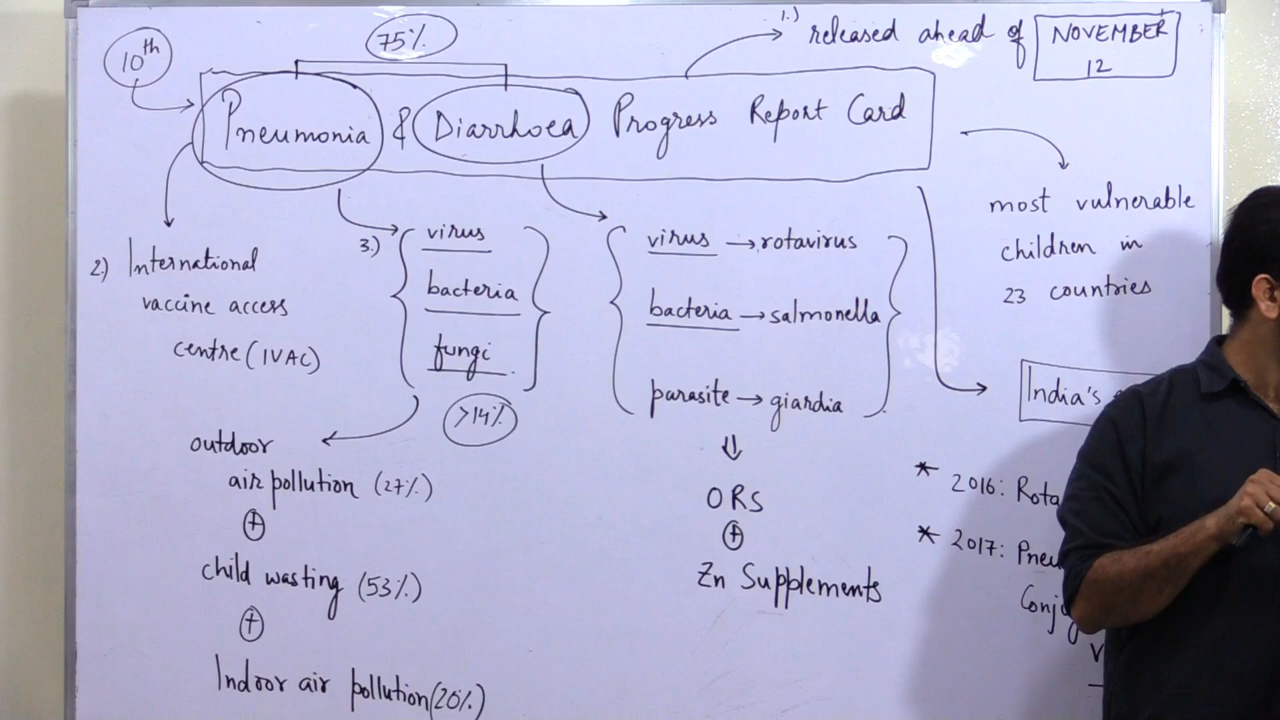 10th
75%
1.) released ahead of NOVEMBER 12
Pneumonia & Diarrhoea Progress Report Card
most vulnerable
children in
23 countries
2) International
vaccine access
centre (IVAC)
3.) virus
bacteria
fungi
>14%
virus → rotavirus
bacteria → salmonella
parasite → giardia
⇓
ORS
⊕
Zn Supplements
outdoor
air pollution (27%)
⊕
child wasting (53%)
⊕
Indoor air pollution (20%)
India's
* 2016: Rota
* 2017: Pneu
Conj
V